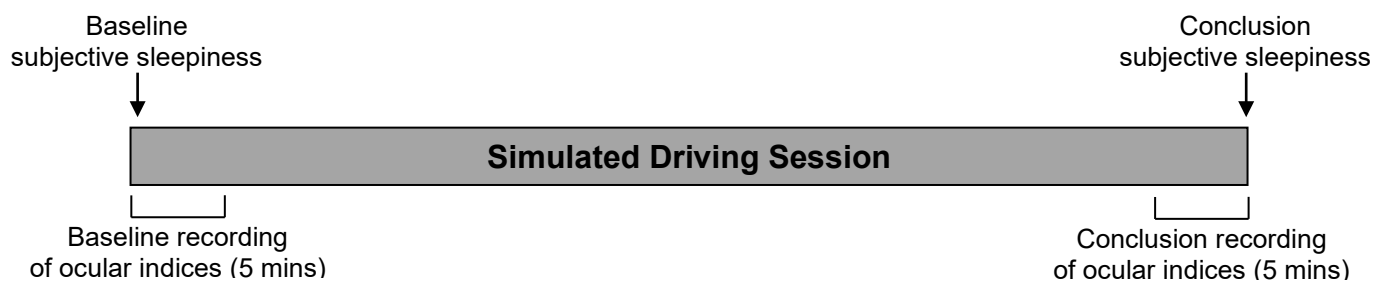 Baseline
subjective sleepiness
Conclusion
subjective sleepiness
Simulated Driving Session
Baseline recording
of ocular indices (5 mins)
Conclusion recording
of ocular indices (5 mins)